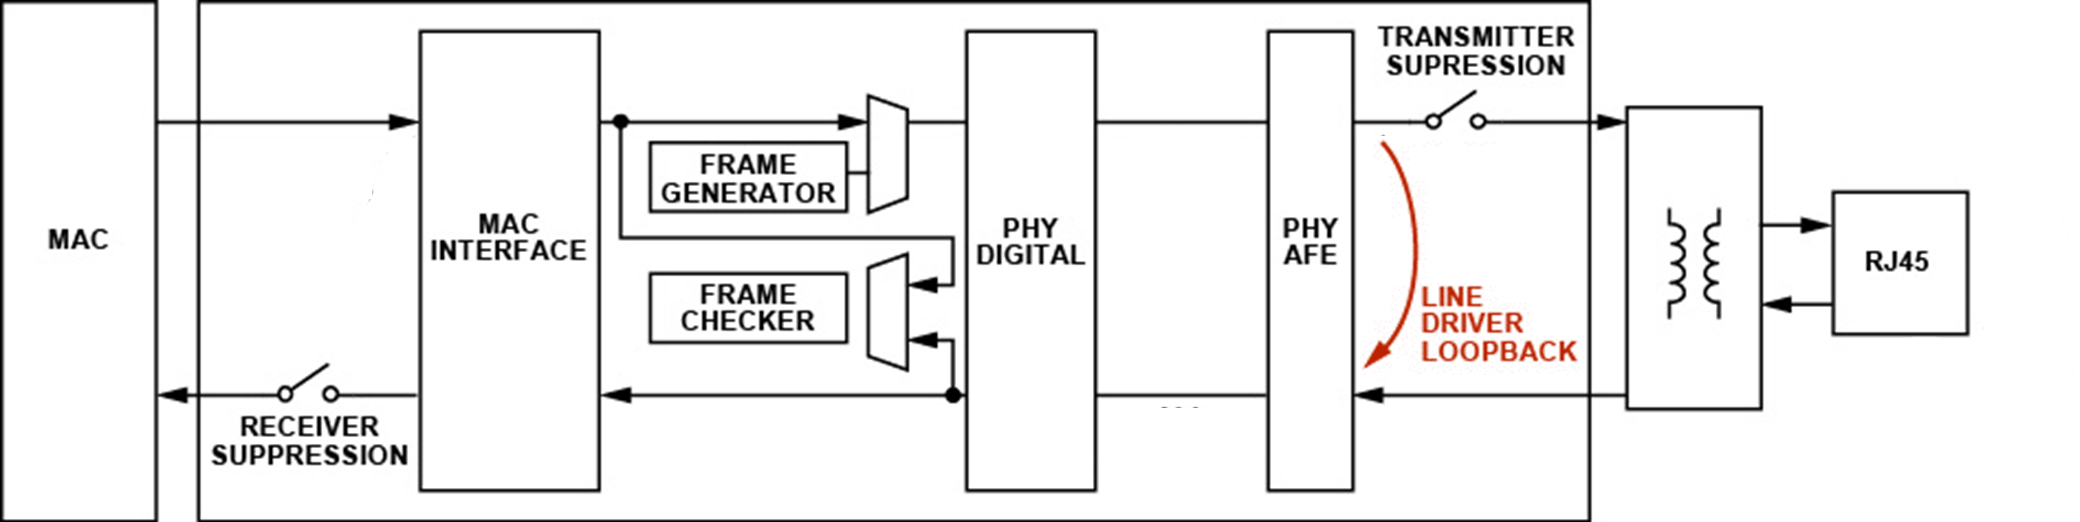 TRANSMITTER
SUPRESSION
FRAME
GENERATOR
MAC
MAC
INTERFACE
PHY
DIGITAL
PHY
AFE
RJ45
FRAME
CHECKER
LINE
DRIVER
LOOPBACK
RECEIVER
SUPPRESSION